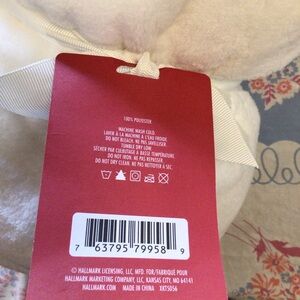 100% POLYESTER
MACHINE WASH COLD
LAVER À LA MACHINE À L'EAU FROIDE
DO NOT BLEACH. NE PAS JAVELLISER
TUMBLE DRY LOW.
SÉCHER PAR CULBUTAGE À BASSE TEMPÉRATURE
DO NOT IRON. NE PAS REPASSER
DO NOT DRY CLEAN. NE PAS NETTOYER À SEC
7 63795 79958 9
© HALLMARK LICENSING, LLC, MFD. FOR/FABRIQUÉ POUR
HALLMARK MARKETING COMPANY, LLC, KANSAS CITY, MO 64141
HALLMARK.COM MADE IN CHINA XKT5056